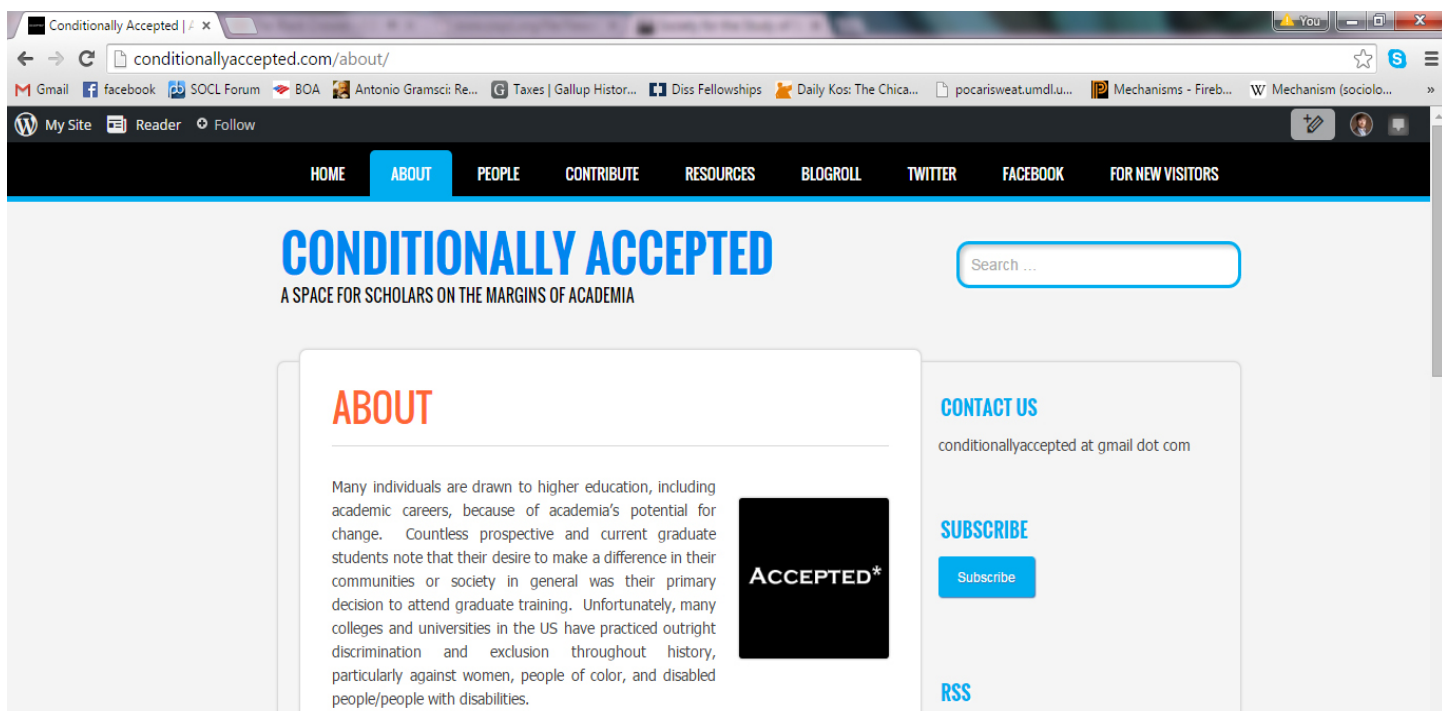 Conditionally Accepted | A
You
conditionallyaccepted.com/about/
Gmail facebook SOCL Forum BOA Antonio Gramsci: Re... Taxes | Gallup Histor... Diss Fellowships Daily Kos: The Chica... pocarisweat.umdl.u... Mechanisms - Fireb... W Mechanism (sociolo... »
My Site Reader Follow
HOME ABOUT PEOPLE CONTRIBUTE RESOURCES BLOGROLL TWITTER FACEBOOK FOR NEW VISITORS
CONDITIONALLY ACCEPTED
A SPACE FOR SCHOLARS ON THE MARGINS OF ACADEMIA
Search ...
ABOUT
Many individuals are drawn to higher education, including
academic careers, because of academia's potential for
change. Countless prospective and current graduate
students note that their desire to make a difference in their
communities or society in general was their primary
decision to attend graduate training. Unfortunately, many
colleges and universities in the US have practiced outright
discrimination and exclusion throughout history,
particularly against women, people of color, and disabled
people/people with disabilities.
ACCEPTED*
CONTACT US
conditionallyaccepted at gmail dot com
SUBSCRIBE
Subscribe
RSS